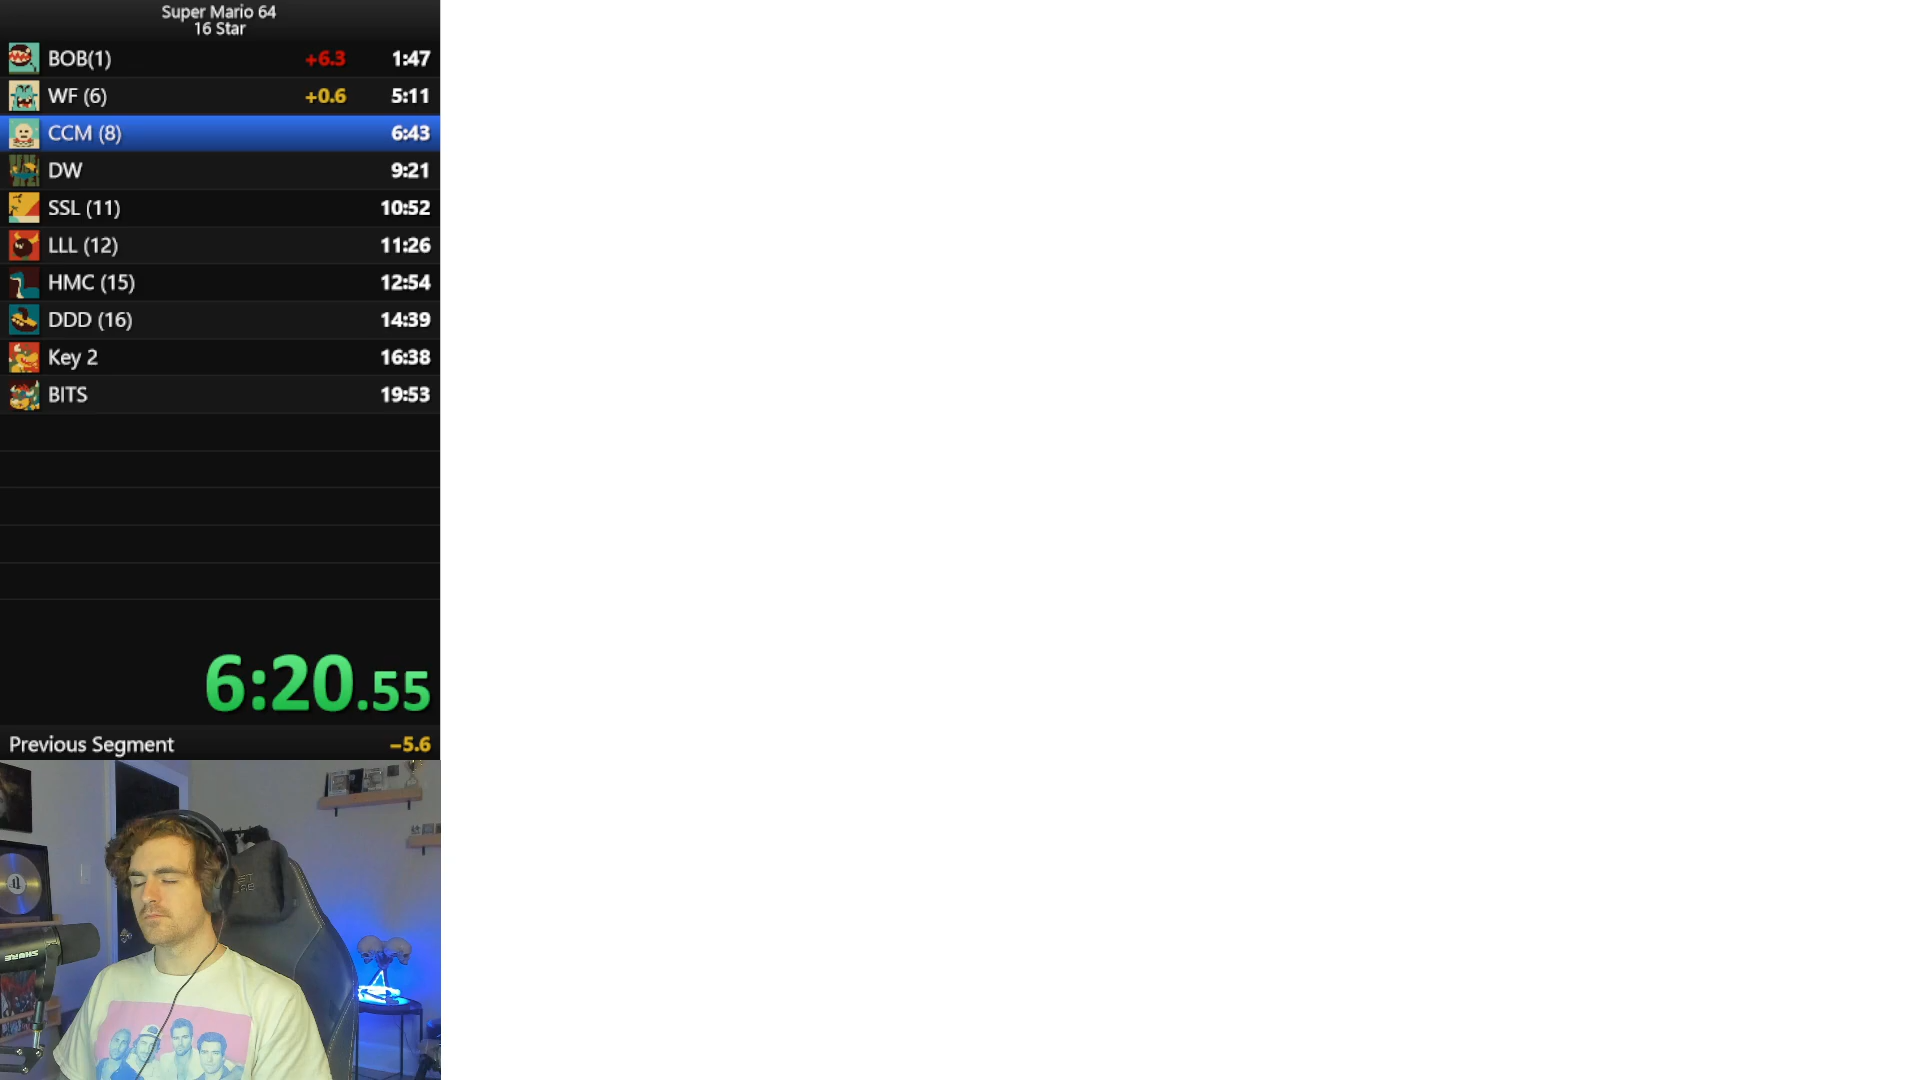 Super Mario 64
16 Star
BOB(1) +6.3 1:47
WF (6) +0.6 5:11
CCM (8) 6:43
DW 9:21
SSL (11) 10:52
LLL (12) 11:26
HMC (15) 12:54
DDD (16) 14:39
Key 2 16:38
BITS 19:53
6:20.55
Previous Segment −5.6
SHURE